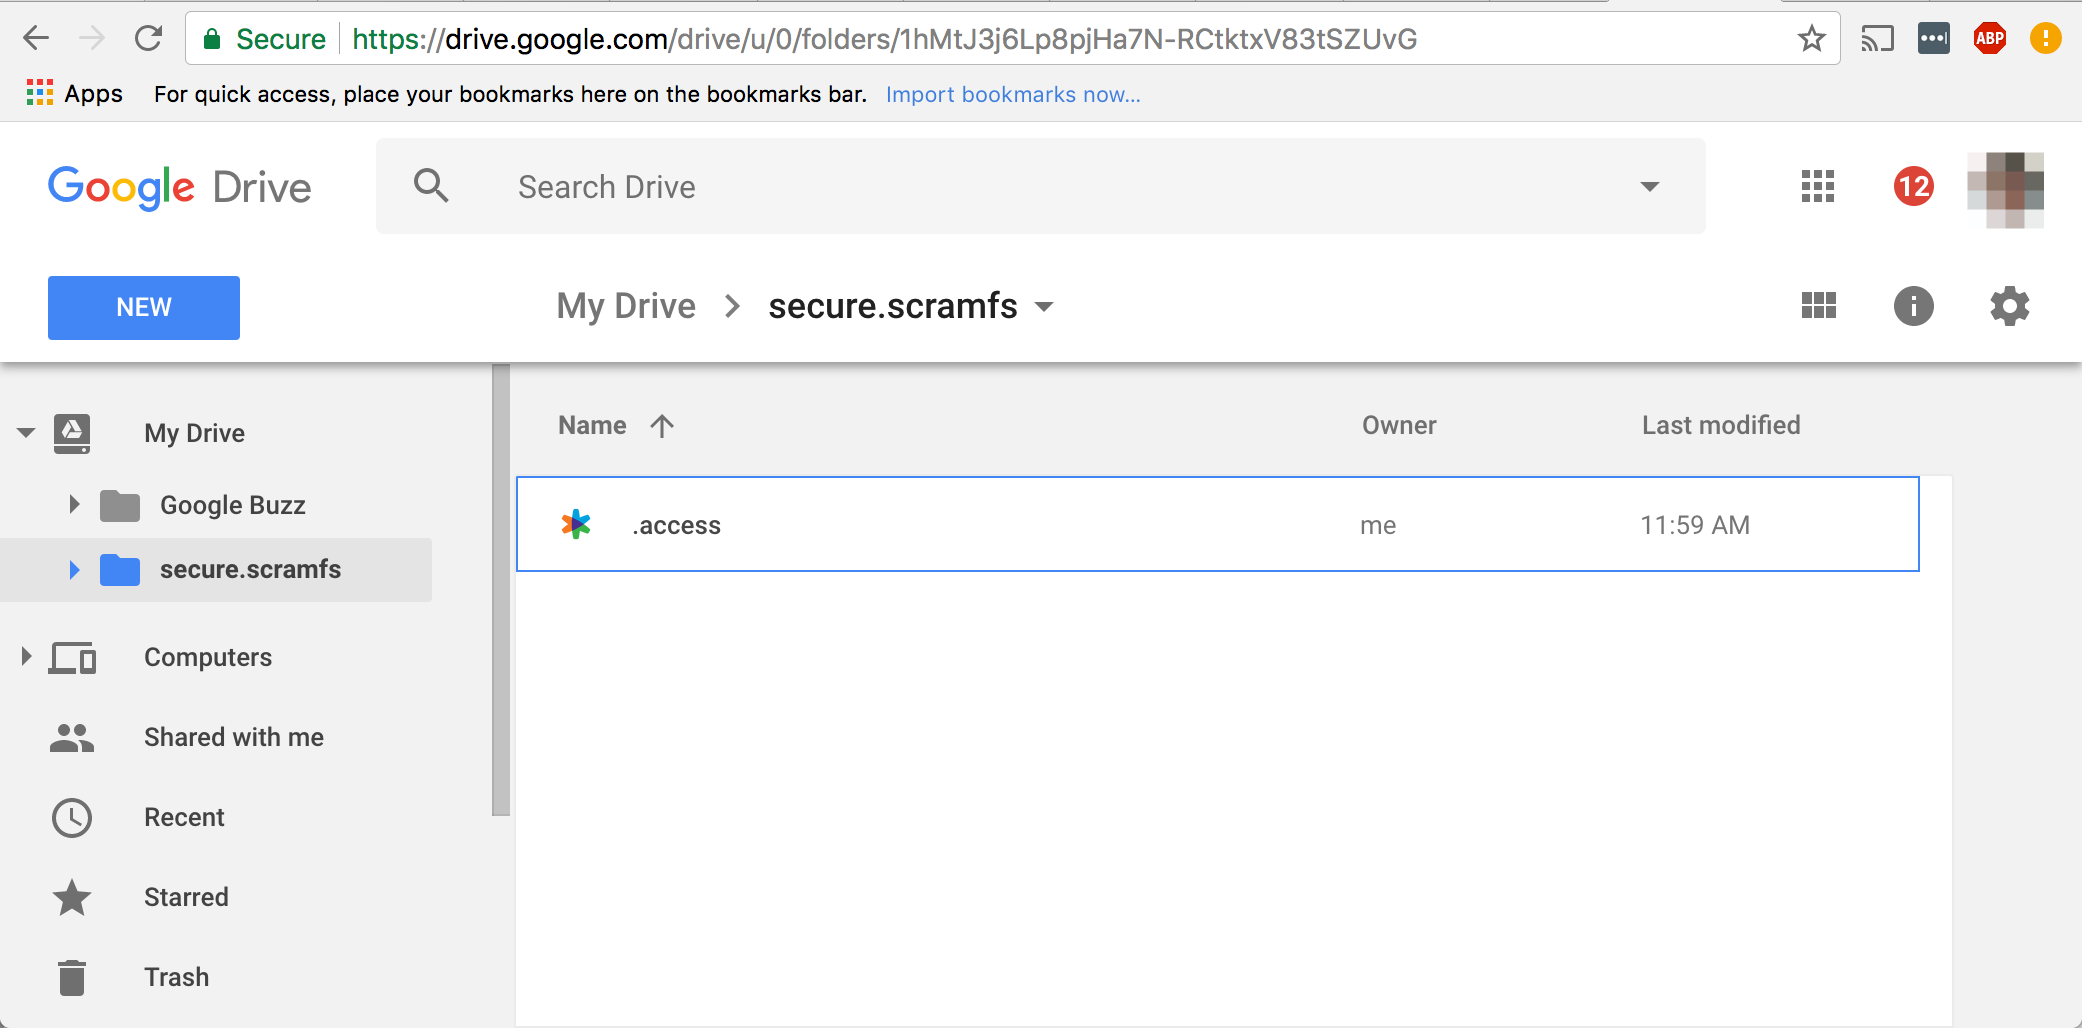 Secure https://drive.google.com/drive/u/0/folders/1hMtJ3j6Lp8pjHa7N-RCtktxV83tSZUvG
ABP
Apps For quick access, place your bookmarks here on the bookmarks bar. Import bookmarks now...
Google Drive
Search Drive
12
NEW
My Drive > secure.scramfs
Name Owner Last modified
My Drive
Google Buzz
secure.scramfs
Computers
Shared with me
Recent
Starred
Trash
.access me 11:59 AM